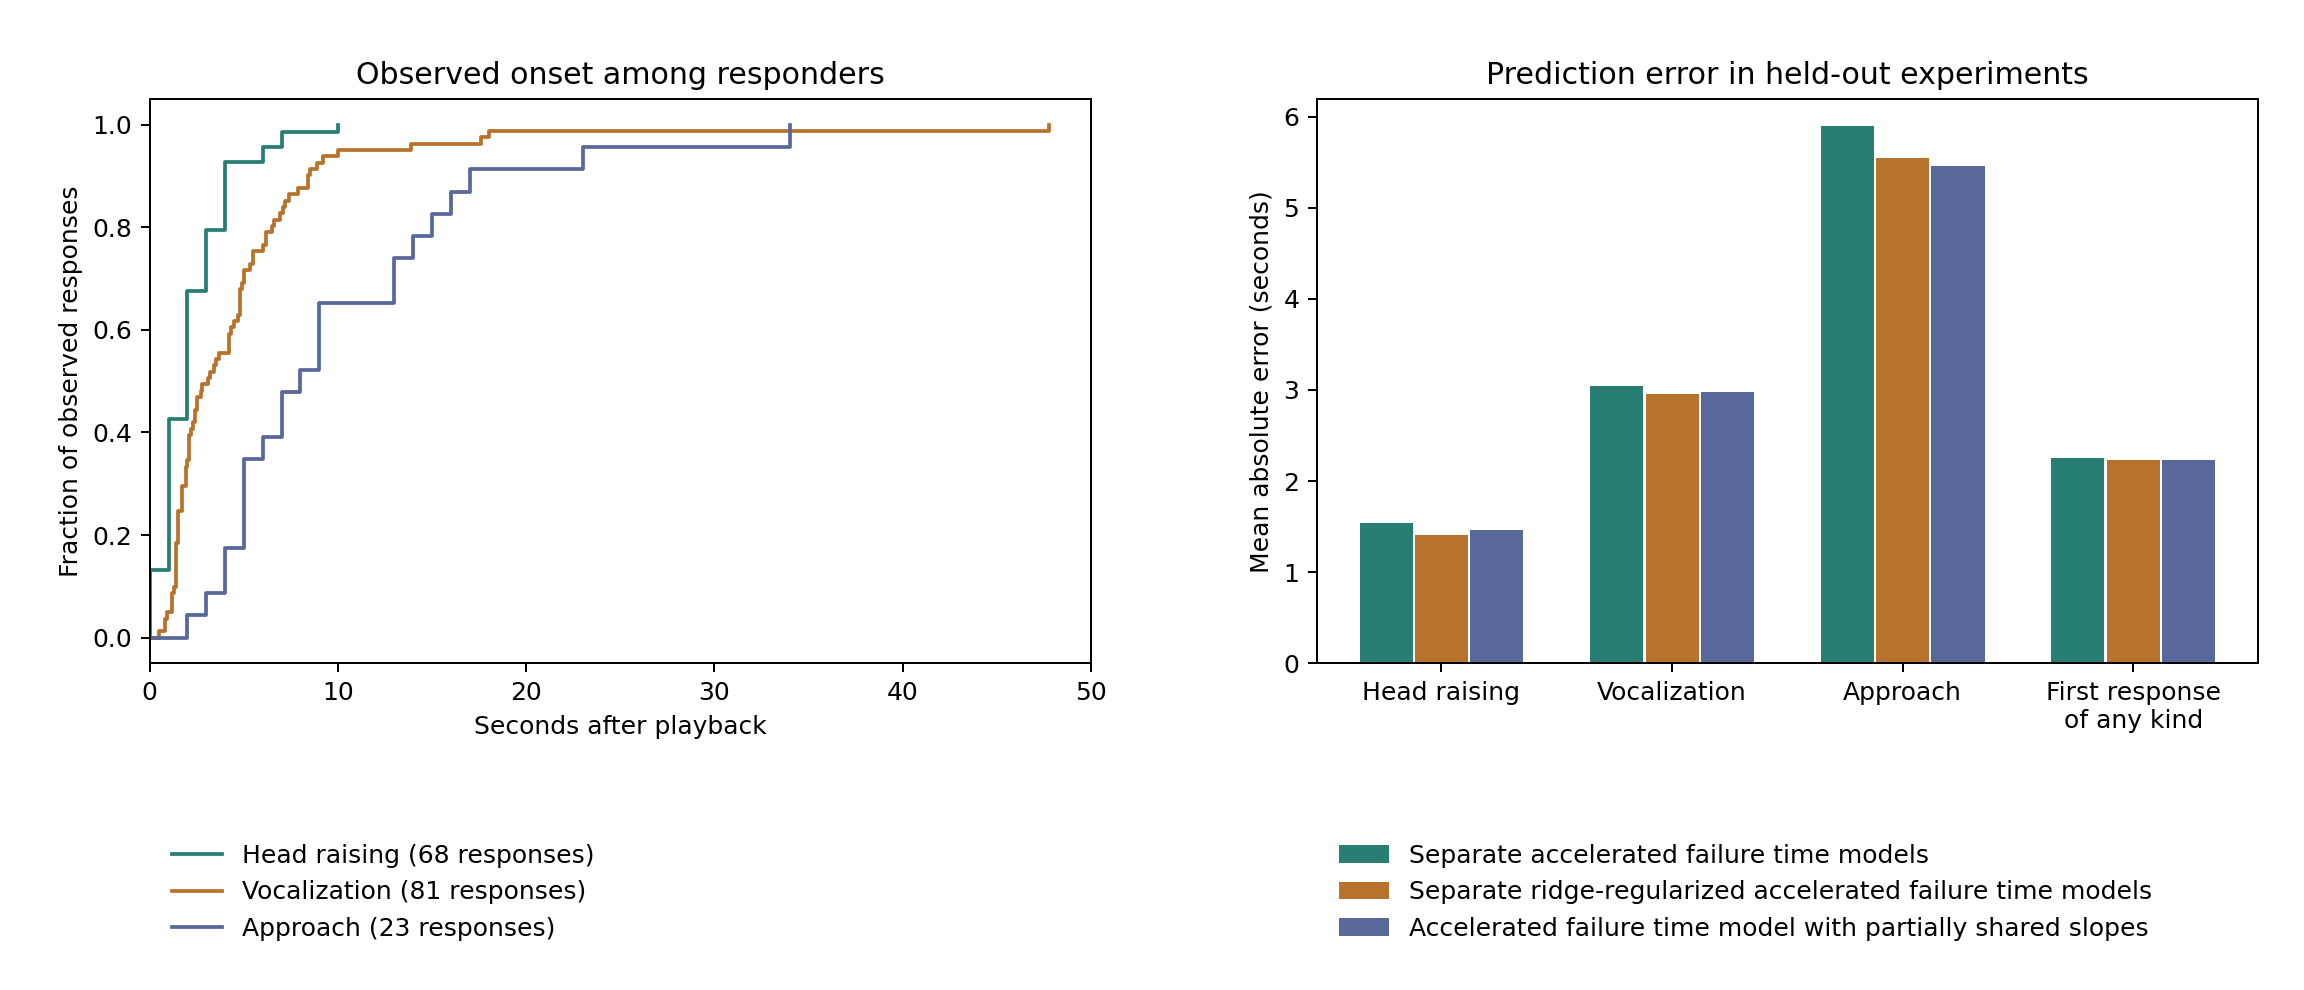 Observed onset among responders
Fraction of observed responses
1.0
0.8
0.6
0.4
0.2
0.0
0 10 20 30 40 50
Seconds after playback
Head raising (68 responses)
Vocalization (81 responses)
Approach (23 responses)
Prediction error in held-out experiments
Mean absolute error (seconds)
6
5
4
3
2
1
0
Head raising Vocalization Approach First response
of any kind
Separate accelerated failure time models
Separate ridge-regularized accelerated failure time models
Accelerated failure time model with partially shared slopes